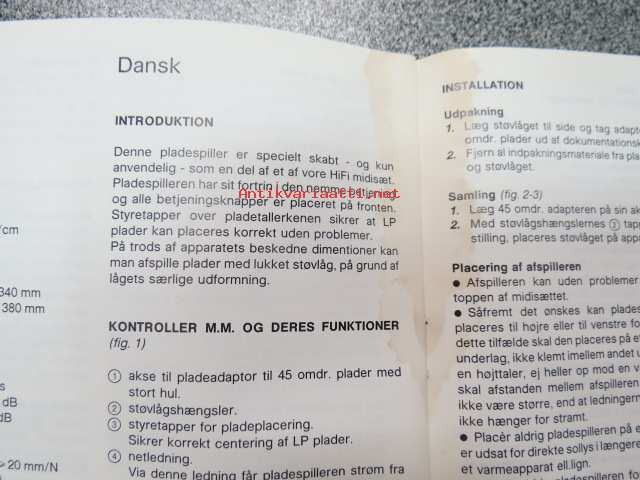 Dansk
INTRODUKTION
Denne pladespiller er specielt skabt - og kun
anvendelig - som en del af et af vore HiFi midisæt.
Pladespilleren har sit fortrin i den nemme betjening
og alle betjeningsknapper er placeret på fronten.
Styretapper over pladetallerkenen sikrer at LP
plader kan placeres korrekt uden problemer.
På trods af apparatets beskedne dimentioner kan
man afspille plader med lukket støvlåg, på grund af
lågets særlige udformning.
KONTROLLER M.M. OG DERES FUNKTIONER
(fig. 1)
1 akse til pladeadaptor til 45 omdr. plader med
stort hul.
2 støvlågshængsler.
3 styretapper for pladeplacering.
Sikrer korrekt centering af LP plader.
4 netledning.
Via denne ledning får pladespilleren strøm fra
Antikvariaatti.net
/cm
340 mm
380 mm
s
dB
dB
> 20 mm/N
INSTALLATION
Udpakning
1. Læg støvlåget til side og tag
omdr. plader ud af
2. Fjern al indpakningsmateriale fra
og støvlåget.
Samling (fig. 2-3)
1. Læg 45 omdr. adapteren på sin
2. Med støvlågshængslernes 2
stilling, placeres støvlåget på
Placering af afspilleren
● Afspilleren kan uden problemer
toppen af midisættet.
● Såfremt det ønskes kan
placeres til højre eller til venstre
dette tilfælde skal den placeres på
underlag, ikke klemt imellem andet
en højttaler, ej heller op mod en
skal afstanden mellem afspilleren
ikke være større, end at ledningern
ikke hænger for stramt.
● Placèr aldrig pladespilleren på
er udsat for direkte sollys i
et varmeapparat ell.lign.
● For at pladespilleren